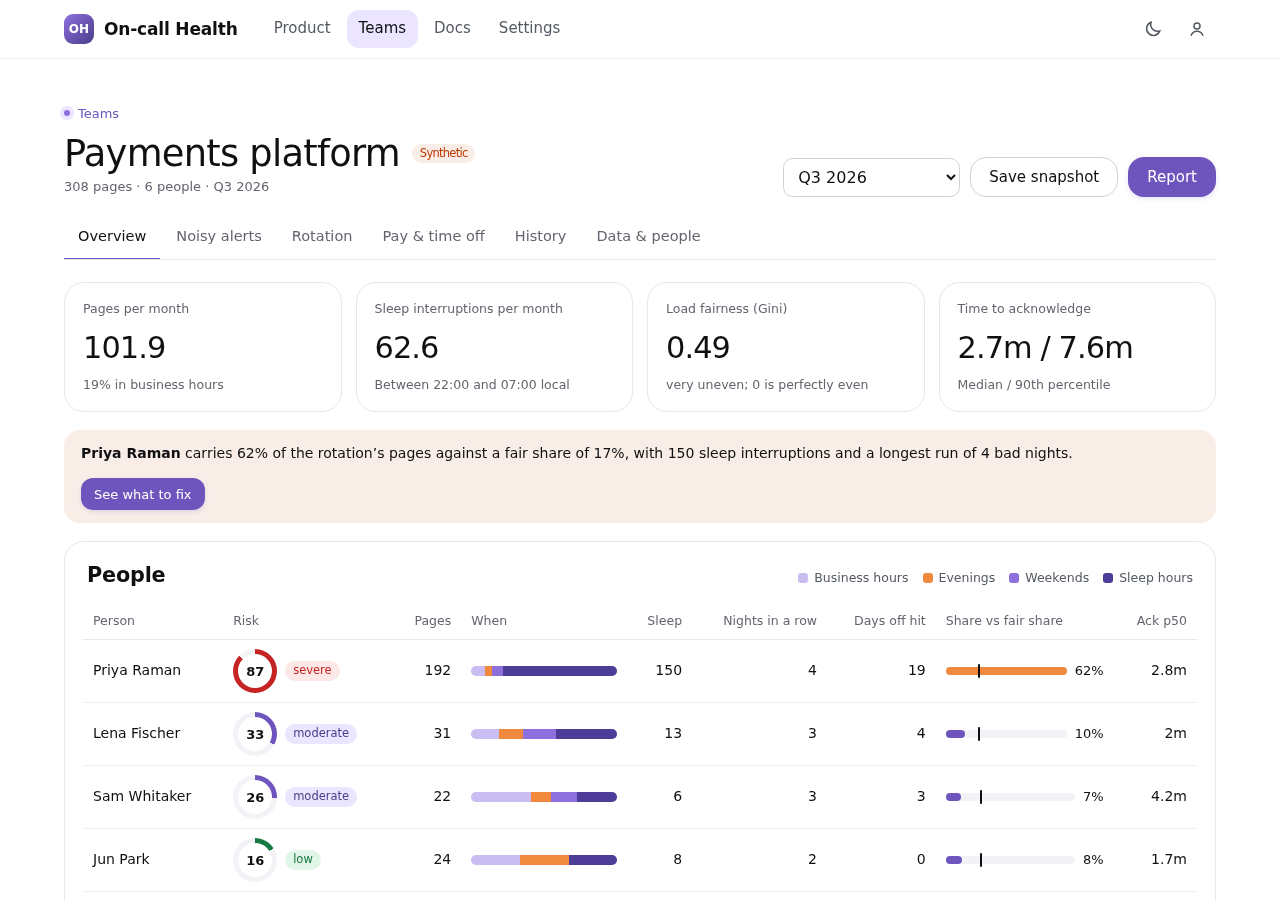 OH On-call Health Product Teams Docs Settings
Teams
Payments platform Synthetic
308 pages · 6 people · Q3 2026
Q3 2026 Save snapshot Report
Overview Noisy alerts Rotation Pay & time off History Data & people
Pages per month Sleep interruptions per month Load fairness (Gini) Time to acknowledge
101.9 62.6 0.49 2.7m / 7.6m
19% in business hours Between 22:00 and 07:00 local very uneven; 0 is perfectly even Median / 90th percentile
Priya Raman carries 62% of the rotation’s pages against a fair share of 17%, with 150 sleep interruptions and a longest run of 4 bad nights.
See what to fix
People Business hours Evenings Weekends Sleep hours
Person Risk Pages When Sleep Nights in a row Days off hit Share vs fair share Ack p50
Priya Raman 87 severe 192 150 4 19 62% 2.8m
Lena Fischer 33 moderate 31 13 3 4 10% 2m
Sam Whitaker 26 moderate 22 6 3 3 7% 4.2m
Jun Park 16 low 24 8 2 0 8% 1.7m